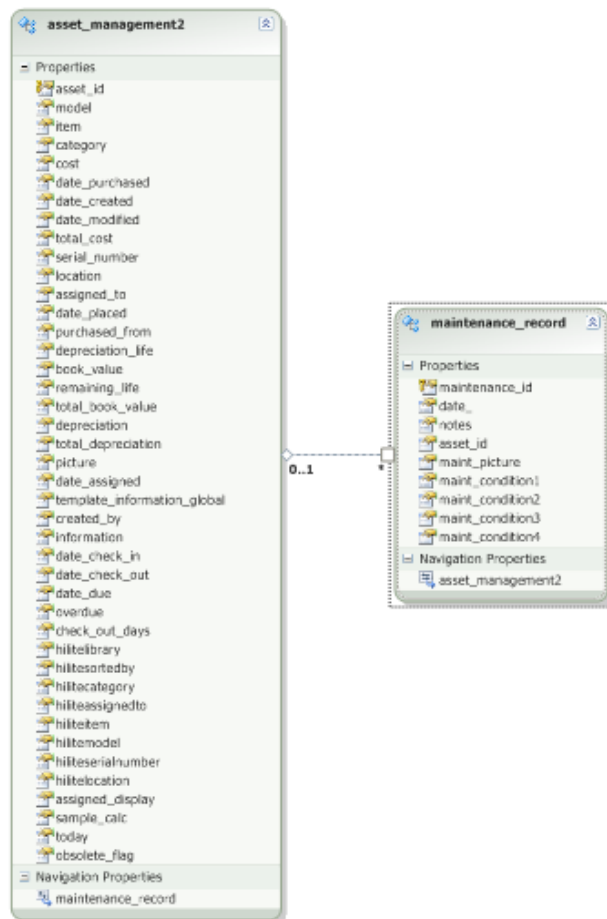 asset_management2
Properties
asset_id
model
item
category
cost
date_purchased
date_created
date_modified
total_cost
serial_number
location
assigned_to
date_placed
purchased_from
depreciation_life
book_value
remaining_life
total_book_value
depreciation
total_depreciation
picture
date_assigned
template_information_global
created_by
information
date_check_in
date_check_out
date_due
overdue
check_out_days
hilitelibrary
hilitesortedby
hilitecategory
hiliteassignedto
hiliteitem
hilitemodel
hiliteserialnumber
hilitelocation
assigned_display
sample_calc
today
obsolete_flag
Navigation Properties
maintenance_record
0..1
*
maintenance_record
Properties
maintenance_id
date_
notes
asset_id
maint_picture
maint_condition1
maint_condition2
maint_condition3
maint_condition4
Navigation Properties
asset_management2